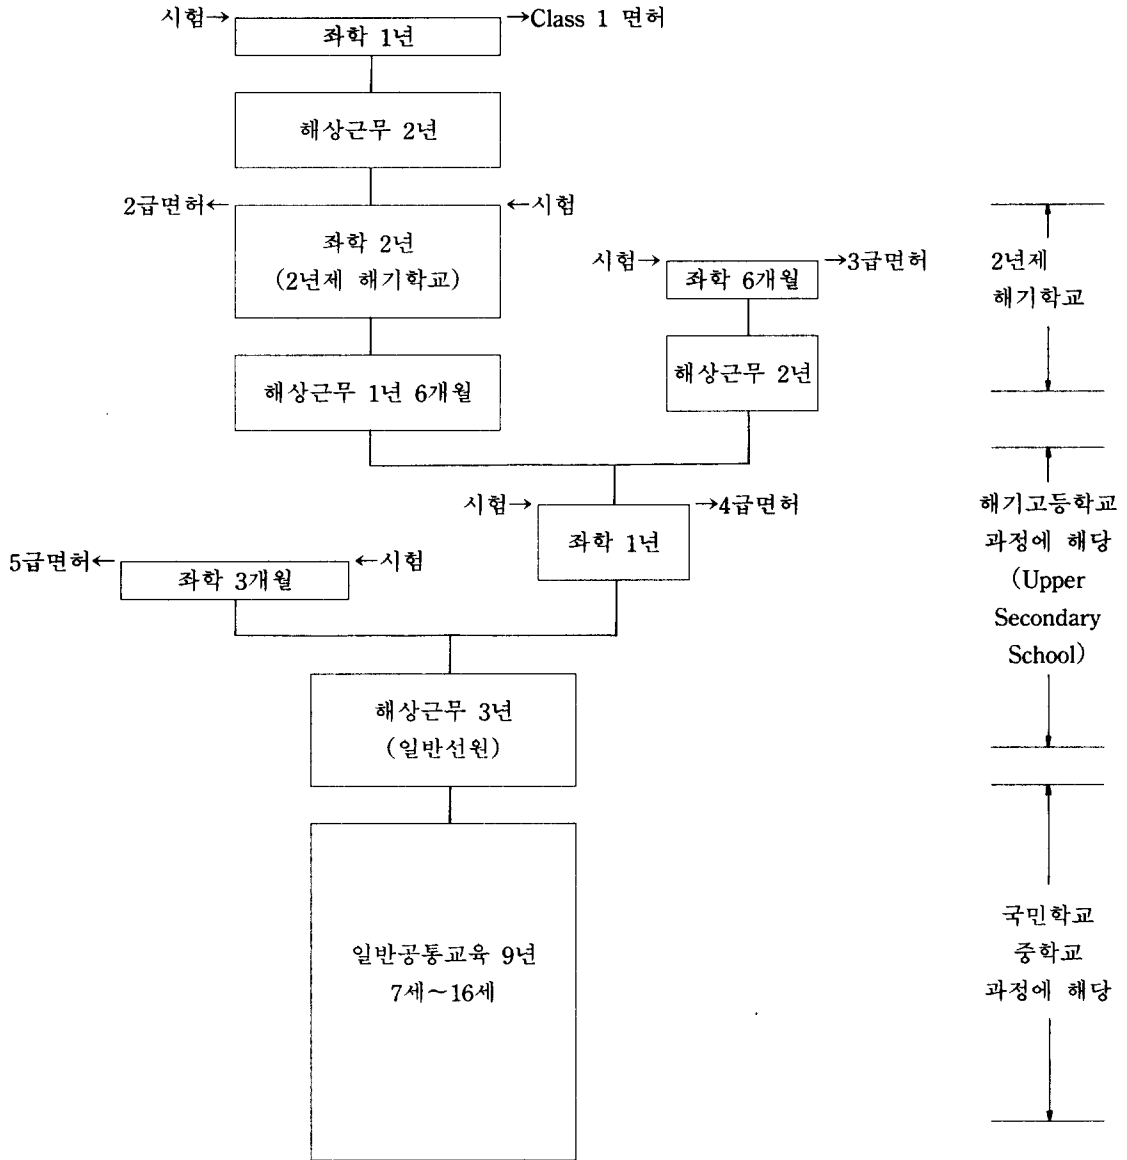 시험→ →Class 1 면허
좌학 1년
해상근무 2년
2급면허← ←시험
좌학 2년
(2년제 해기학교)
시험→ →3급면허
좌학 6개월
2년제
해기학교
해상근무 1년 6개월
해상근무 2년
시험→ →4급면허
좌학 1년
해기고등학교
과정에 해당
(Upper
Secondary
School)
5급면허← ←시험
좌학 3개월
해상근무 3년
(일반선원)
일반공통교육 9년
7세~16세
국민학교
중학교
과정에 해당